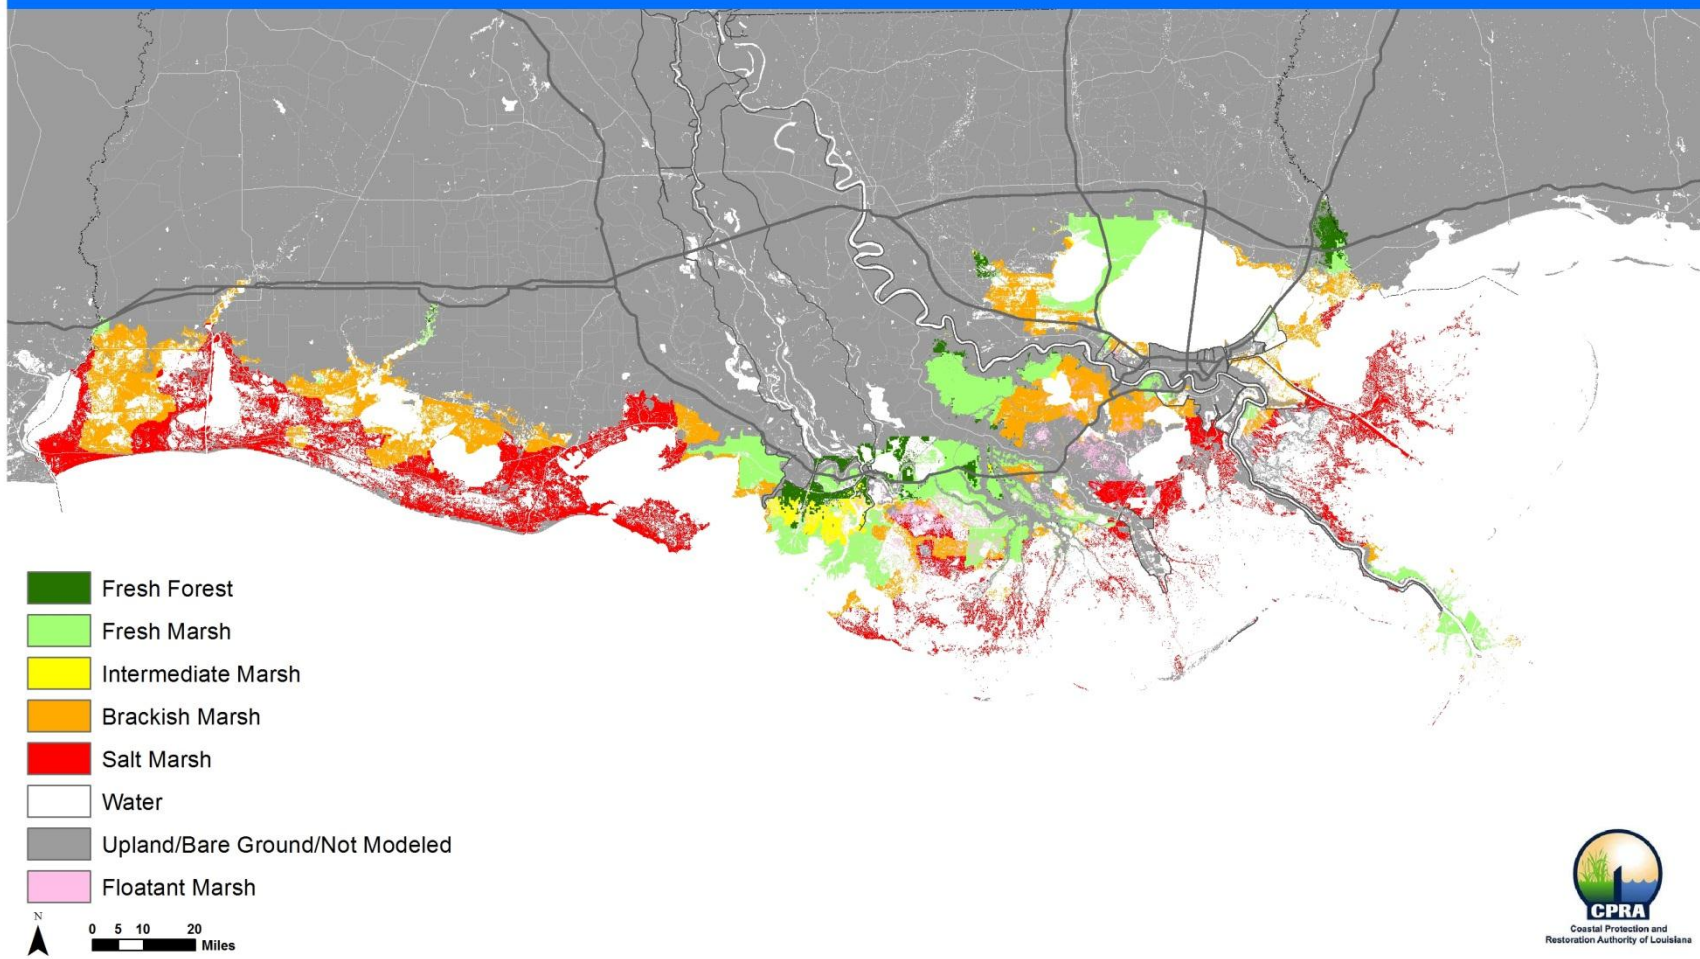 Fresh Forest
Fresh Marsh
Intermediate Marsh
Brackish Marsh
Salt Marsh
Water
Upland/Bare Ground/Not Modeled
Floatant Marsh
N
0 5 10 20
Miles
CPRA
Coastal Protection and
Restoration Authority of Louisiana